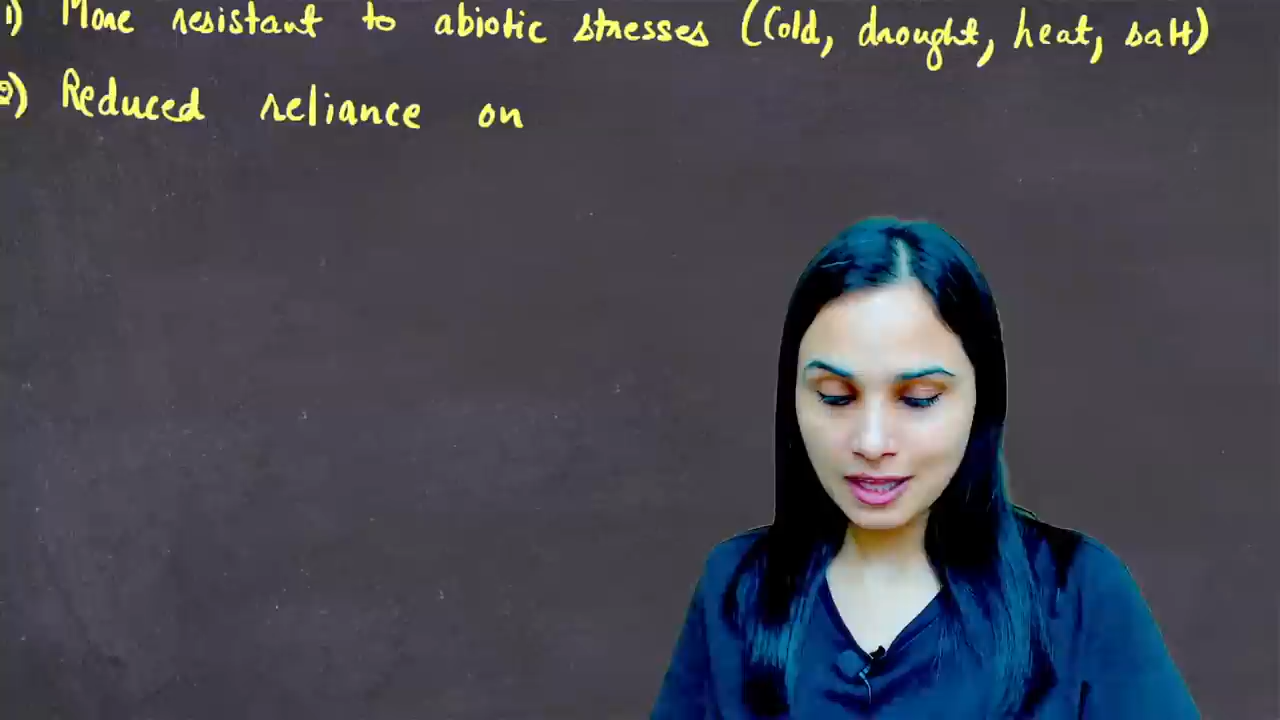 1) More resistant to abiotic stresses (Cold, drought, heat, salt)
2) Reduced reliance on